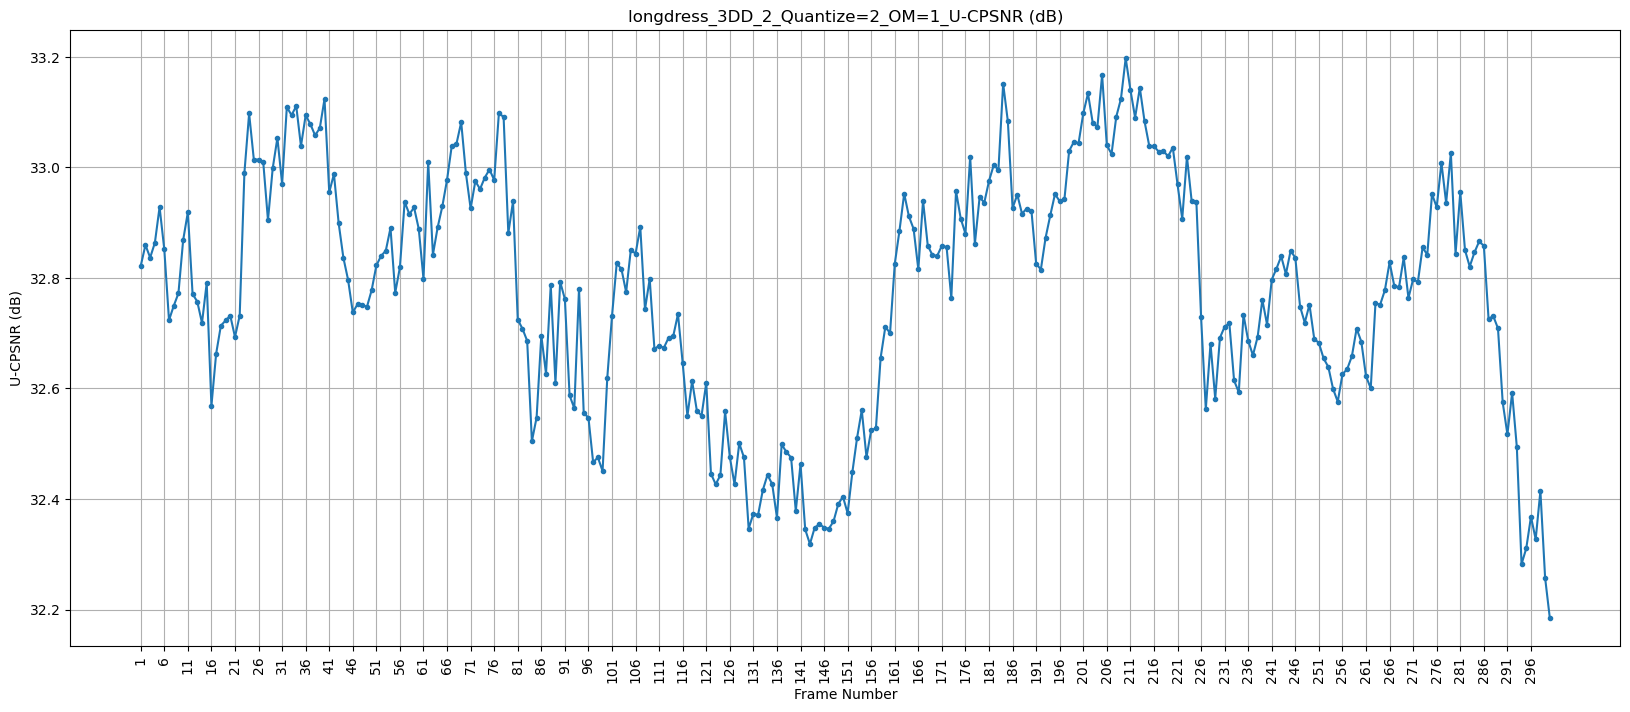 longdress_3DD_2_Quantize=2_OM=1_U-CPSNR (dB)
33.2
33.0
32.8
32.6
32.4
32.2
U-CPSNR (dB)
1 6 11 16 21 26 31 36 41 46 51 56 61 66 71 76 81 86 91 96 101 106 111 116 121 126 131 136 141 146 151 156 161 166 171 176 181 186 191 196 201 206 211 216 221 226 231 236 241 246 251 256 261 266 271 276 281 286 291 296
Frame Number